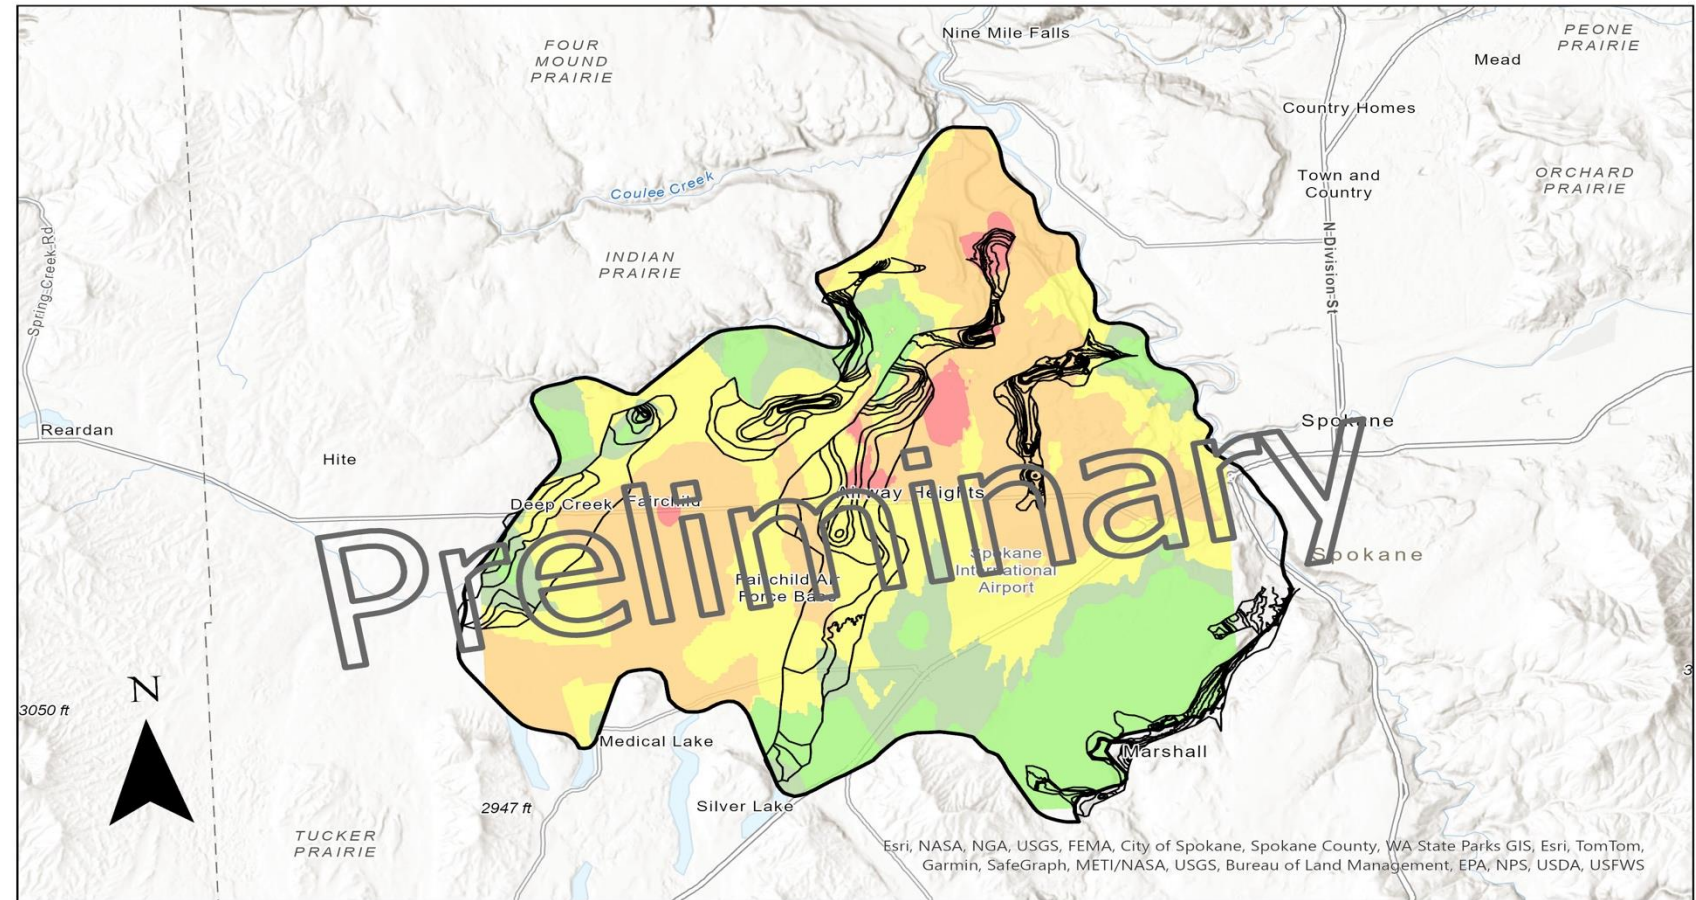 Nine Mile Falls
PEONE
PRAIRIE
FOUR
MOUND
PRAIRIE
Mead
Country Homes
Coulee Creek
Town and
Country
ORCHARD
PRAIRIE
Spring Creek Rd
INDIAN
PRAIRIE
N Division St
Reardan
Spokane
Hite
Deep Creek
Fairchild
Airway Heights
Preliminary
Spokane
International
Airport
Spokane
Fairchild Air
Force Base
N
3050 ft
3
Medical Lake
Marshall
2947 ft
Silver Lake
TUCKER
PRAIRIE
Esri, NASA, NGA, USGS, FEMA, City of Spokane, Spokane County, WA State Parks GIS, Esri, TomTom,
Garmin, SafeGraph, METI/NASA, USGS, Bureau of Land Management, EPA, NPS, USDA, USFWS